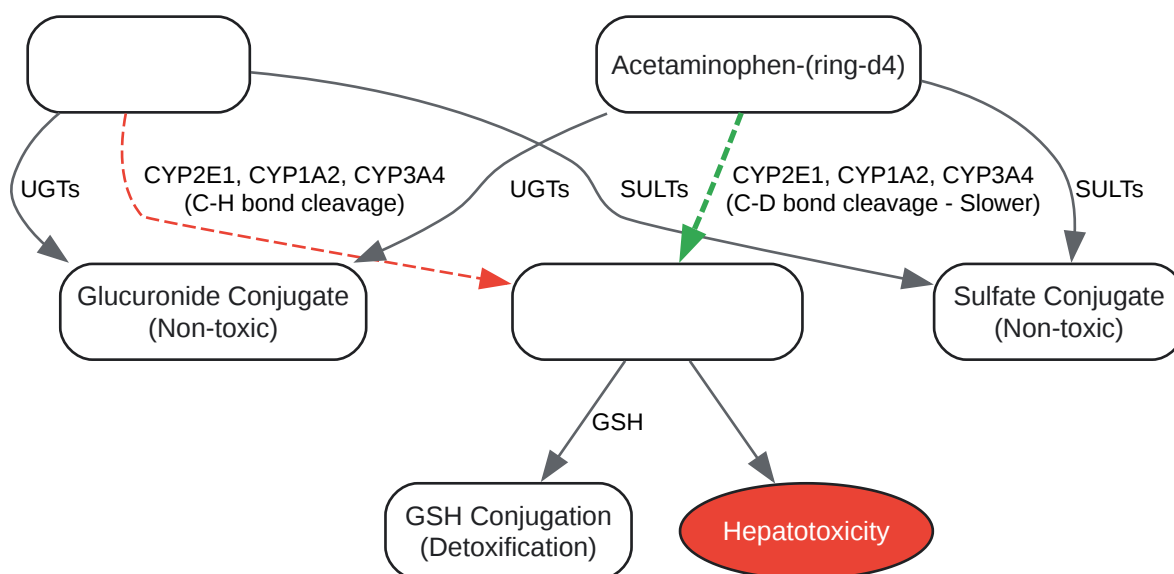 Acetaminophen-(ring-d4)
UGTs
CYP2E1, CYP1A2, CYP3A4
(C-H bond cleavage)
UGTs
SULTs
CYP2E1, CYP1A2, CYP3A4
(C-D bond cleavage - Slower)
SULTs
Glucuronide Conjugate
(Non-toxic)
Sulfate Conjugate
(Non-toxic)
GSH
GSH Conjugation
(Detoxification)
Hepatotoxicity